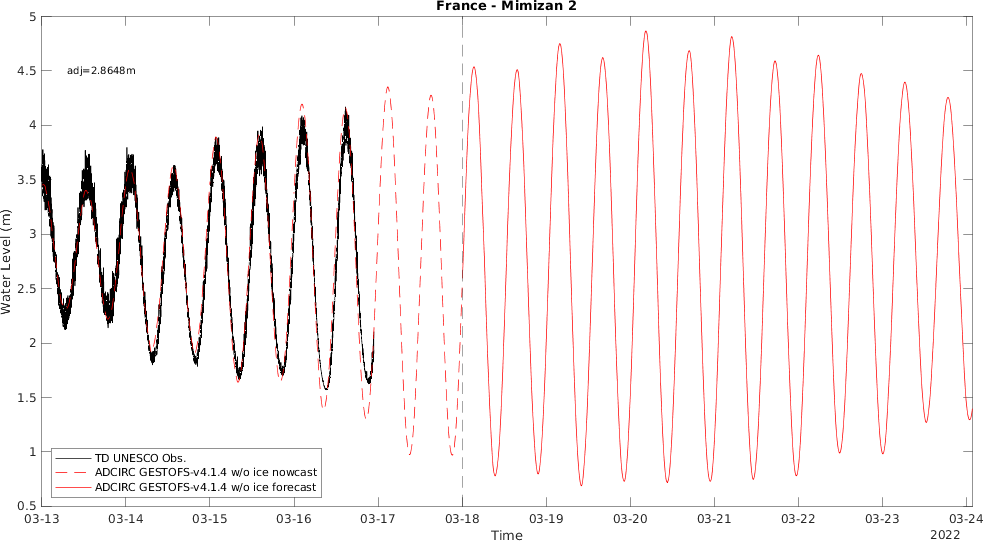 France - Mimizan 2
adj=2.8648m
5
4.5
4
3.5
3
2.5
2
1.5
1
0.5
Water Level (m)
TD UNESCO Obs.
ADCIRC GESTOFS-v4.1.4 w/o ice nowcast
ADCIRC GESTOFS-v4.1.4 w/o ice forecast
03-13 03-14 03-15 03-16 03-17 03-18 03-19 03-20 03-21 03-22 03-23 03-24
Time
2022